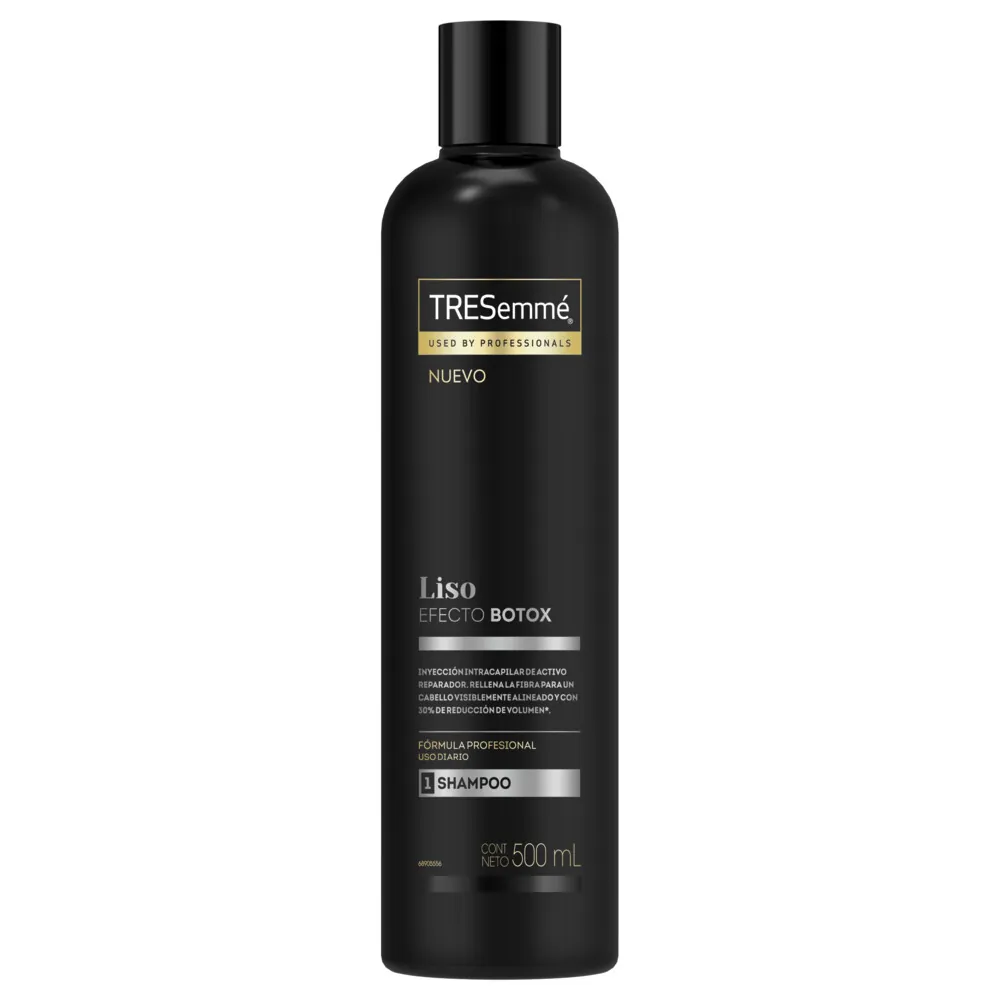 TRESemmé®
USED BY PROFESSIONALS
NUEVO
Liso
EFECTO BOTOX
INYECCIÓN INTRACAPILAR DE ACTIVO
REPARADOR. RELLENA LA FIBRA PARA UN
CABELLO VISIBLEMENTE ALINEADO Y CON
30% DE REDUCCIÓN DE VOLUMEN*.
FÓRMULA PROFESIONAL
USO DIARIO
1 SHAMPOO
CONT
NETO 500 mL